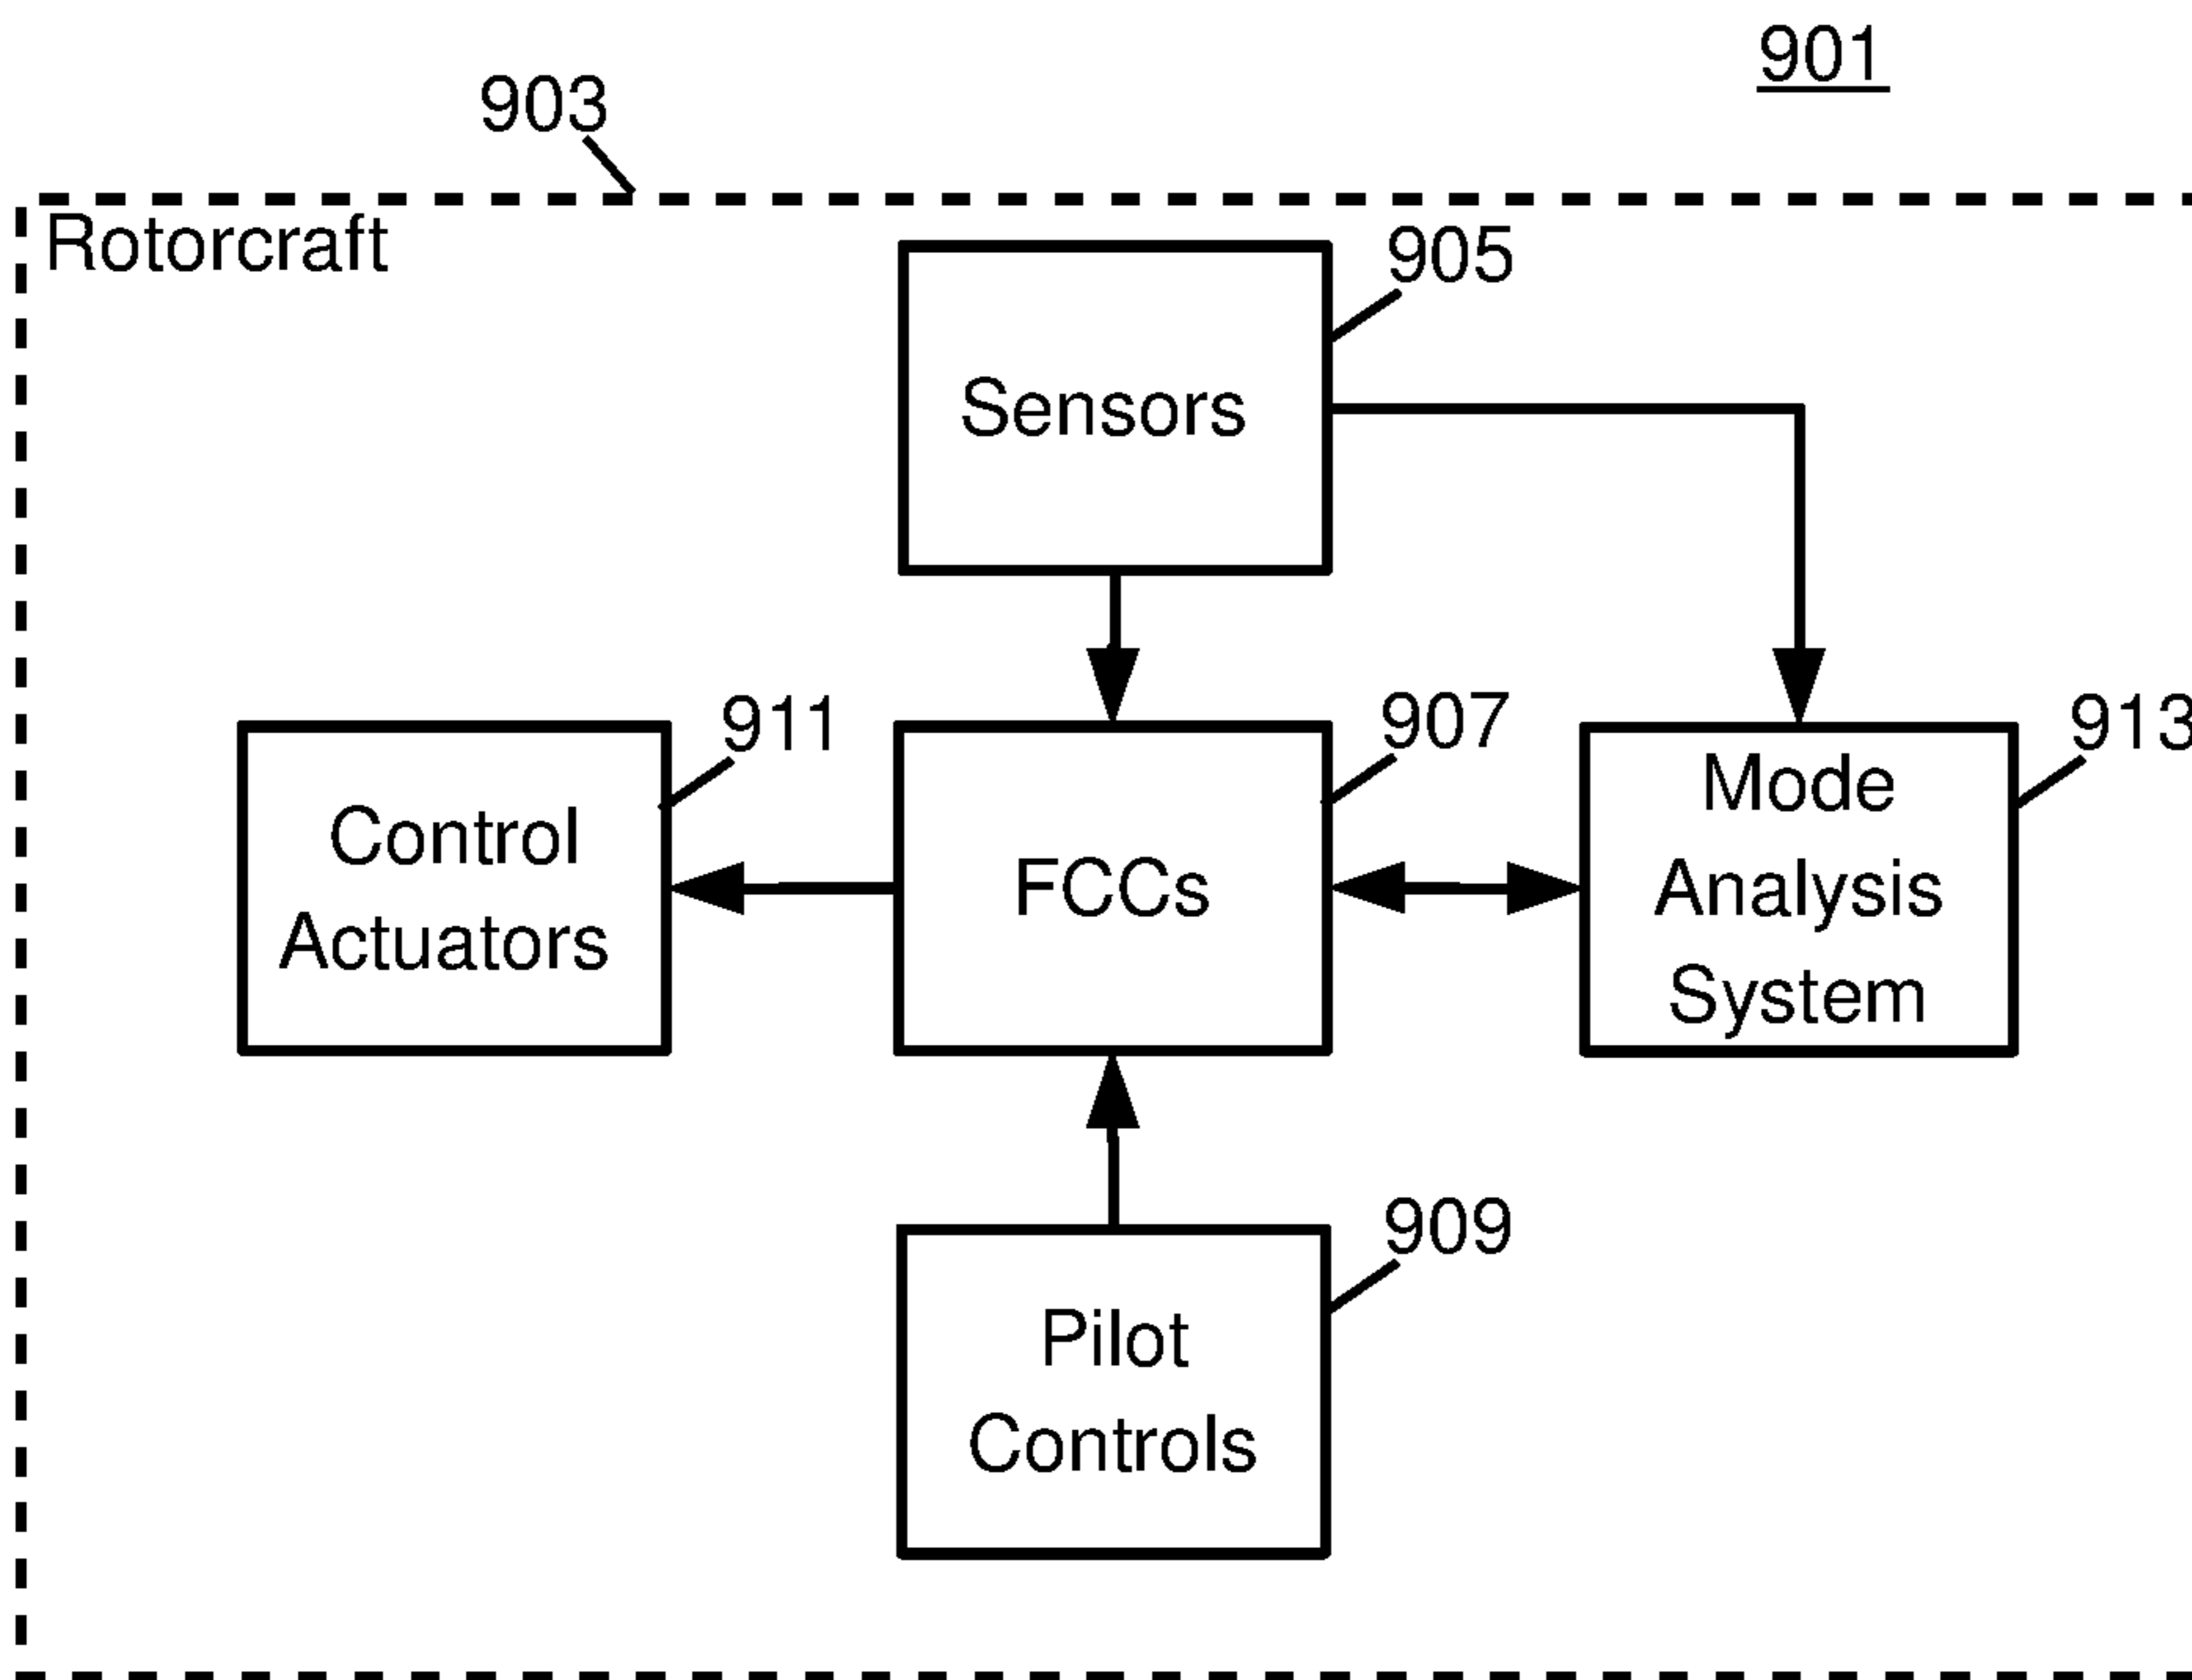 901
903
Rotorcraft
905
Sensors
911
907
913
Control
Actuators
FCCs
Mode
Analysis
System
909
Pilot
Controls